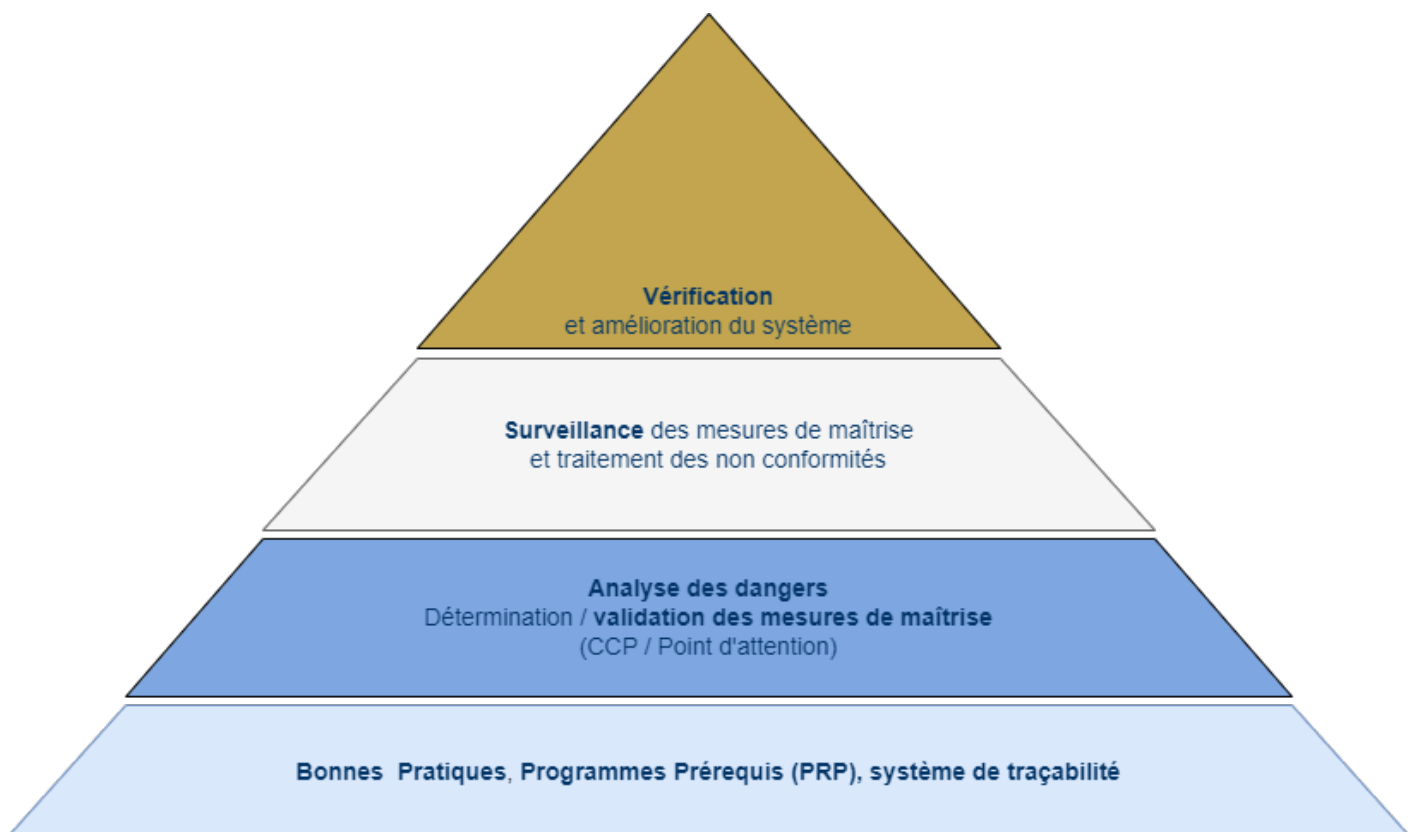 Vérification
et amélioration du système
Surveillance des mesures de maîtrise
et traitement des non conformités
Analyse des dangers
Détermination / validation des mesures de maîtrise
(CCP / Point d'attention)
Bonnes  Pratiques, Programmes Prérequis (PRP), système de traçabilité